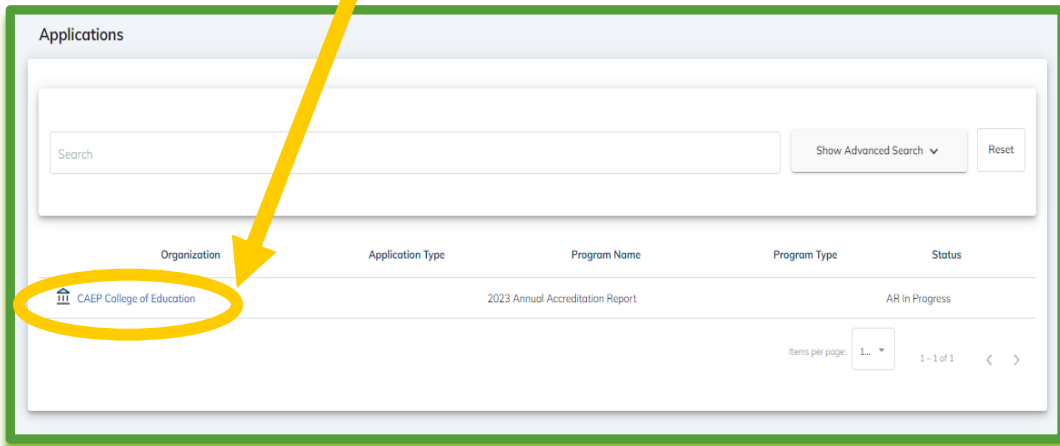 Applications
Search
Show Advanced Search
Reset
Organization Application Type Program Name Program Type Status
CAEP College of Education 2023 Annual Accreditation Report AR In Progress
Items per page: 1... 1 – 1 of 1